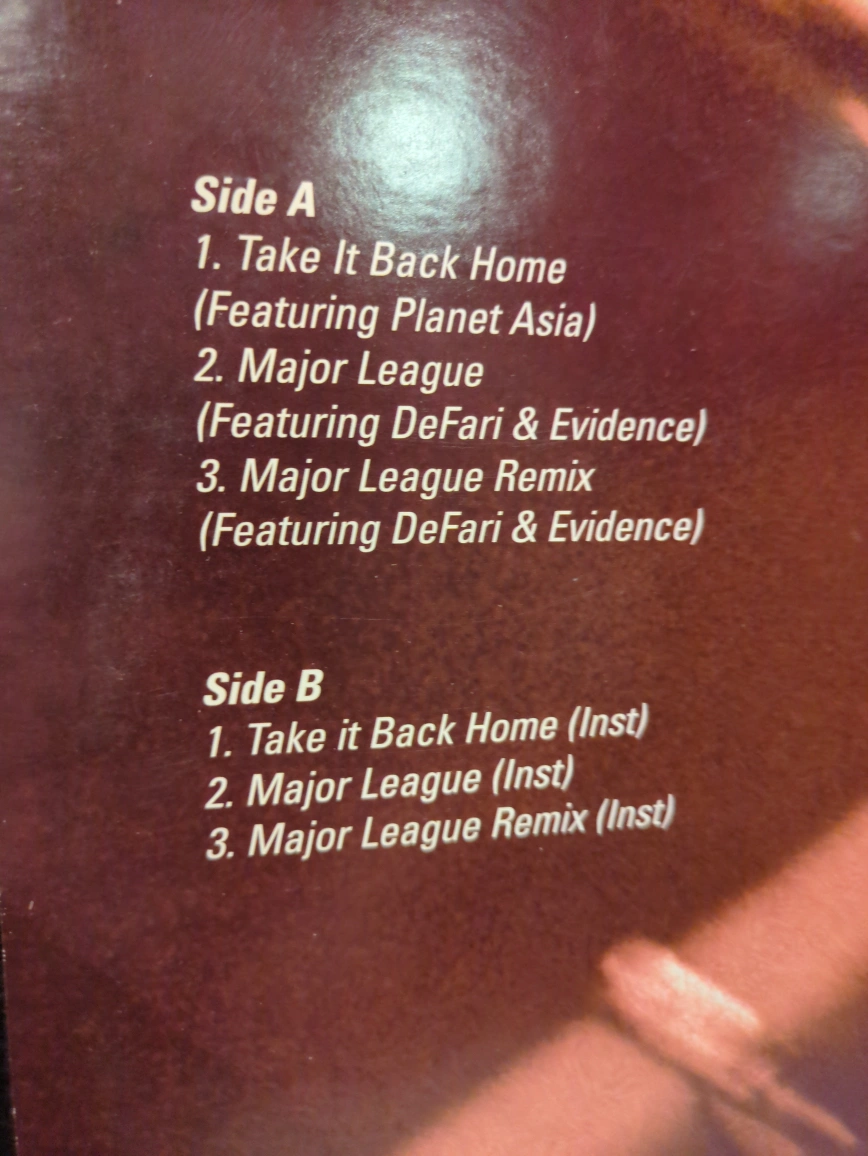 Side A
1. Take It Back Home
(Featuring Planet Asia)
2. Major League
(Featuring DeFari & Evidence)
3. Major League Remix
(Featuring DeFari & Evidence)
Side B
1. Take it Back Home (Inst)
2. Major League (Inst)
3. Major League Remix (Inst)